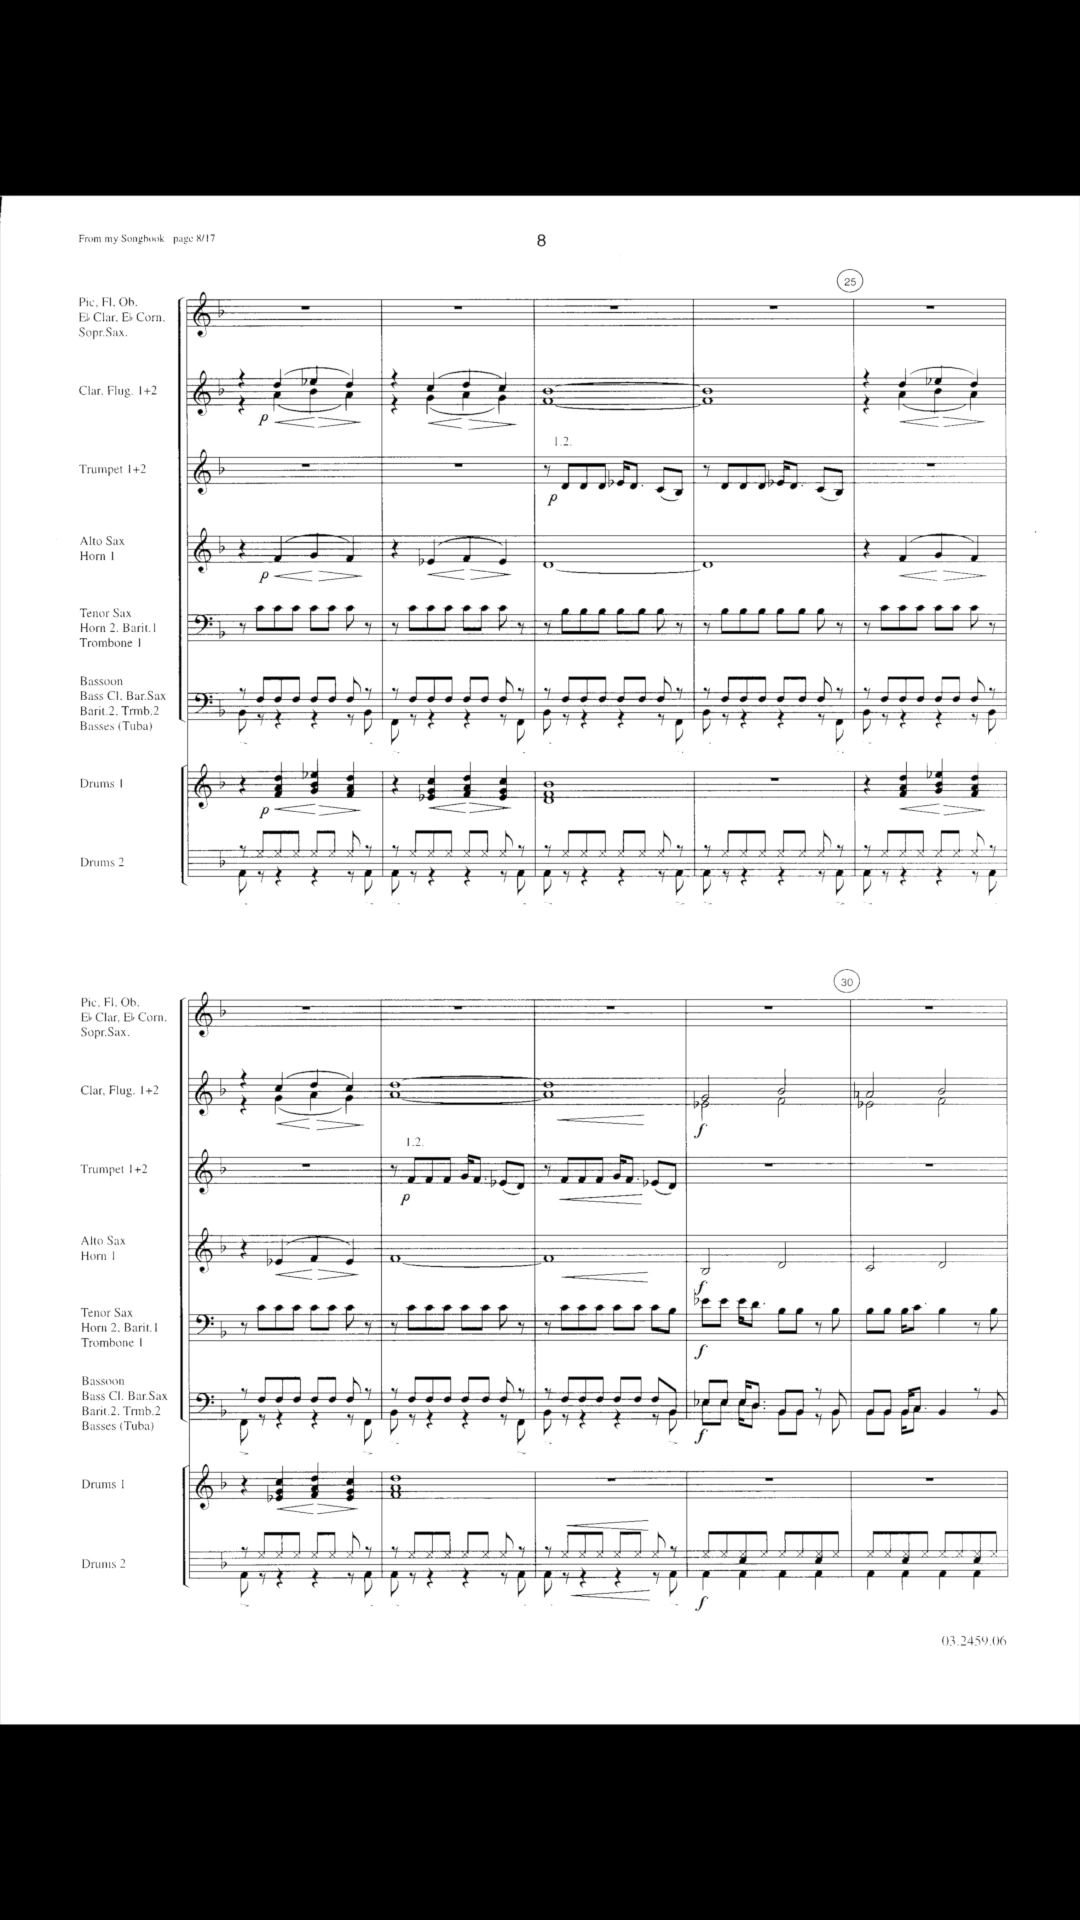 From my Songbook page 8/17
8
25
Pic, Fl. Ob.
E♭ Clar. E♭ Corn.
Sopr.Sax.
Clar. Flug. 1+2
p
1.2.
Trumpet 1+2
p
Alto Sax
Horn 1
p
Tenor Sax
Horn 2, Barit.1
Trombone 1
Bassoon
Bass Cl. Bar.Sax
Barit.2, Trmb.2
Basses (Tuba)
Drums 1
p
Drums 2
30
Pic, Fl. Ob.
E♭ Clar, E♭ Corn.
Sopr.Sax.
Clar, Flug. 1+2
f
1.2.
Trumpet 1+2
p
Alto Sax
Horn 1
f
Tenor Sax
Horn 2, Barit.1
Trombone 1
f
Bassoon
Bass Cl. Bar.Sax
Barit.2, Trmb.2
Basses (Tuba)
f
Drums 1
Drums 2
f
03.2459.06